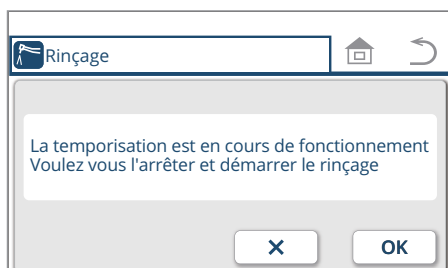 Rinçage
La temporisation est en cours de fonctionnement
Voulez vous l'arrêter et démarrer le rinçage
X OK